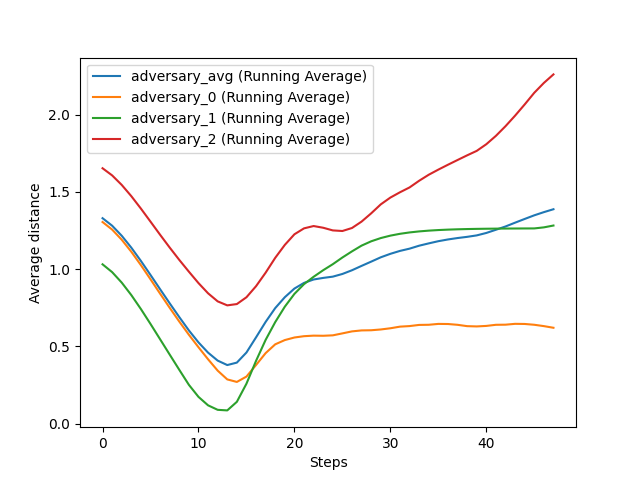 adversary_avg (Running Average)
adversary_0 (Running Average)
adversary_1 (Running Average)
adversary_2 (Running Average)
Average distance
2.0
1.5
1.0
0.5
0.0
0 10 20 30 40
Steps